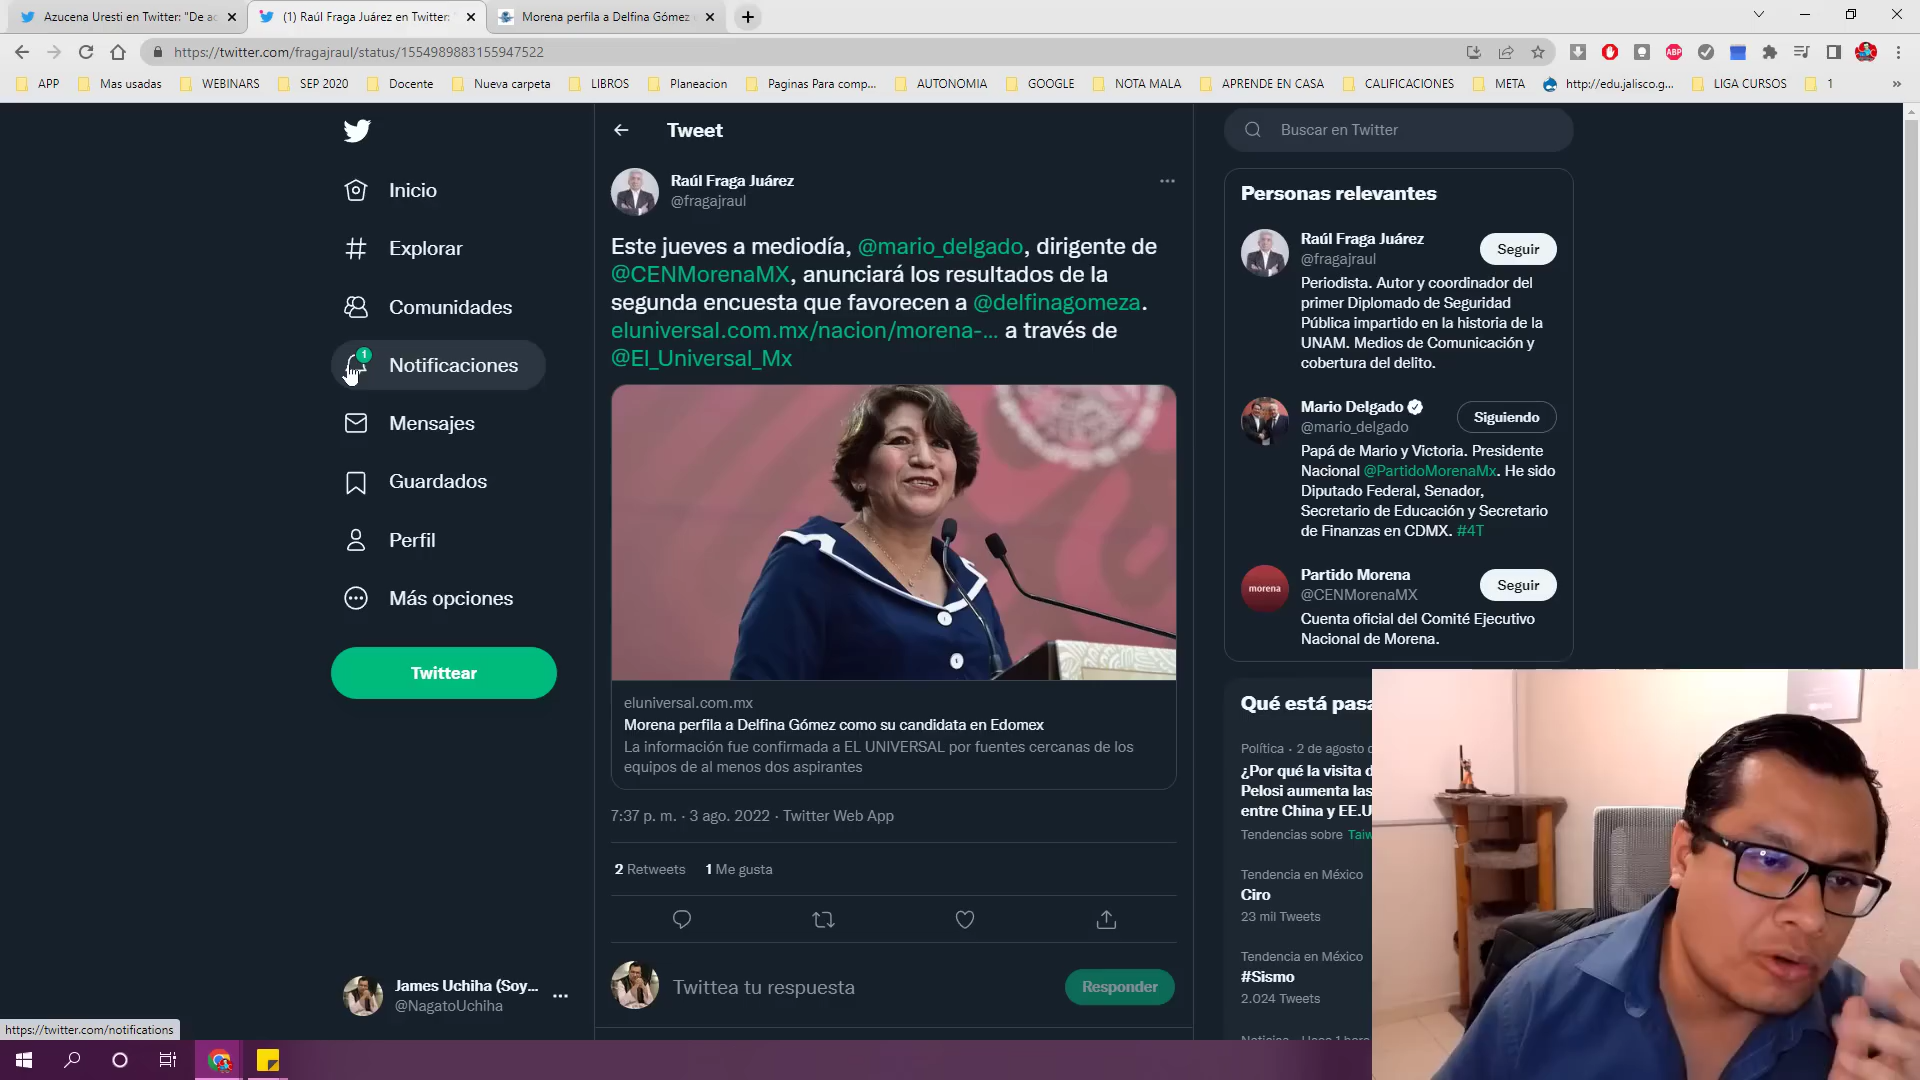 Azucena Uresti en Twitter: "De ac
(1) Raúl Fraga Juárez en Twitter: "
Morena perfila a Delfina Gómez c
https://twitter.com/fragajraul/status/1554989883155947522
APP
Mas usadas
WEBINARS
SEP 2020
Docente
Nueva carpeta
LIBROS
Planeacion
Paginas Para comp...
AUTONOMIA
GOOGLE
NOTA MALA
APRENDE EN CASA
CALIFICACIONES
META
http://edu.jalisco.g...
LIGA CURSOS
1
Inicio
Explorar
Comunidades
1
Notificaciones
Mensajes
Guardados
Perfil
Más opciones
Twittear
James Uchiha (Soy...
@NagatoUchiha
https://twitter.com/notifications
Tweet
Raúl Fraga Juárez
@fragajraul
Este jueves a mediodía, @mario_delgado, dirigente de
@CENMorenaMX, anunciará los resultados de la
segunda encuesta que favorecen a @delfinagomeza.
eluniversal.com.mx/nacion/morena-... a través de
@El_Universal_Mx
eluniversal.com.mx
Morena perfila a Delfina Gómez como su candidata en Edomex
La información fue confirmada a EL UNIVERSAL por fuentes cercanas de los
equipos de al menos dos aspirantes
7:37 p. m. · 3 ago. 2022 · Twitter Web App
2 Retweets 1 Me gusta
Twittea tu respuesta
Responder
Buscar en Twitter
Personas relevantes
Raúl Fraga Juárez
@fragajraul
Seguir
Periodista. Autor y coordinador del
primer Diplomado de Seguridad
Pública impartido en la historia de la
UNAM. Medios de Comunicación y
cobertura del delito.
Mario Delgado
@mario_delgado
Siguiendo
Papá de Mario y Victoria. Presidente
Nacional @PartidoMorenaMx. He sido
Diputado Federal, Senador,
Secretario de Educación y Secretario
de Finanzas en CDMX. #4T
morena
Partido Morena
@CENMorenaMX
Seguir
Cuenta oficial del Comité Ejecutivo
Nacional de Morena.
Qué está pasa
Política · 2 de agosto d
¿Por qué la visita d
Pelosi aumenta las
entre China y EE.U
Tendencias sobre Taiw
Tendencia en México
Ciro
23 mil Tweets
Tendencia en México
#Sismo
2.024 Tweets
ABP